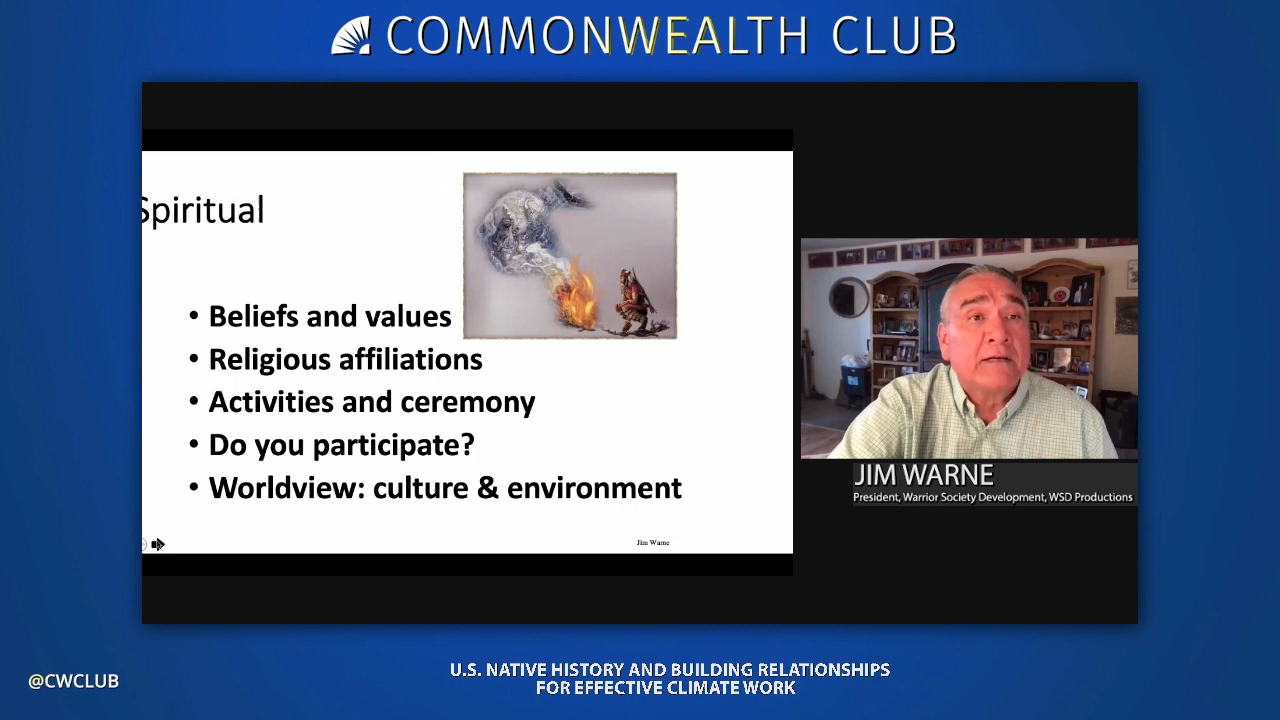 COMMONWEALTH CLUB
Spiritual
• Beliefs and values
• Religious affiliations
• Activities and ceremony
• Do you participate?
• Worldview: culture & environment
Jim Warne
JIM WARNE
President, Warrior Society Development, WSD Productions
@CWCLUB
U.S. NATIVE HISTORY AND BUILDING RELATIONSHIPS
FOR EFFECTIVE CLIMATE WORK